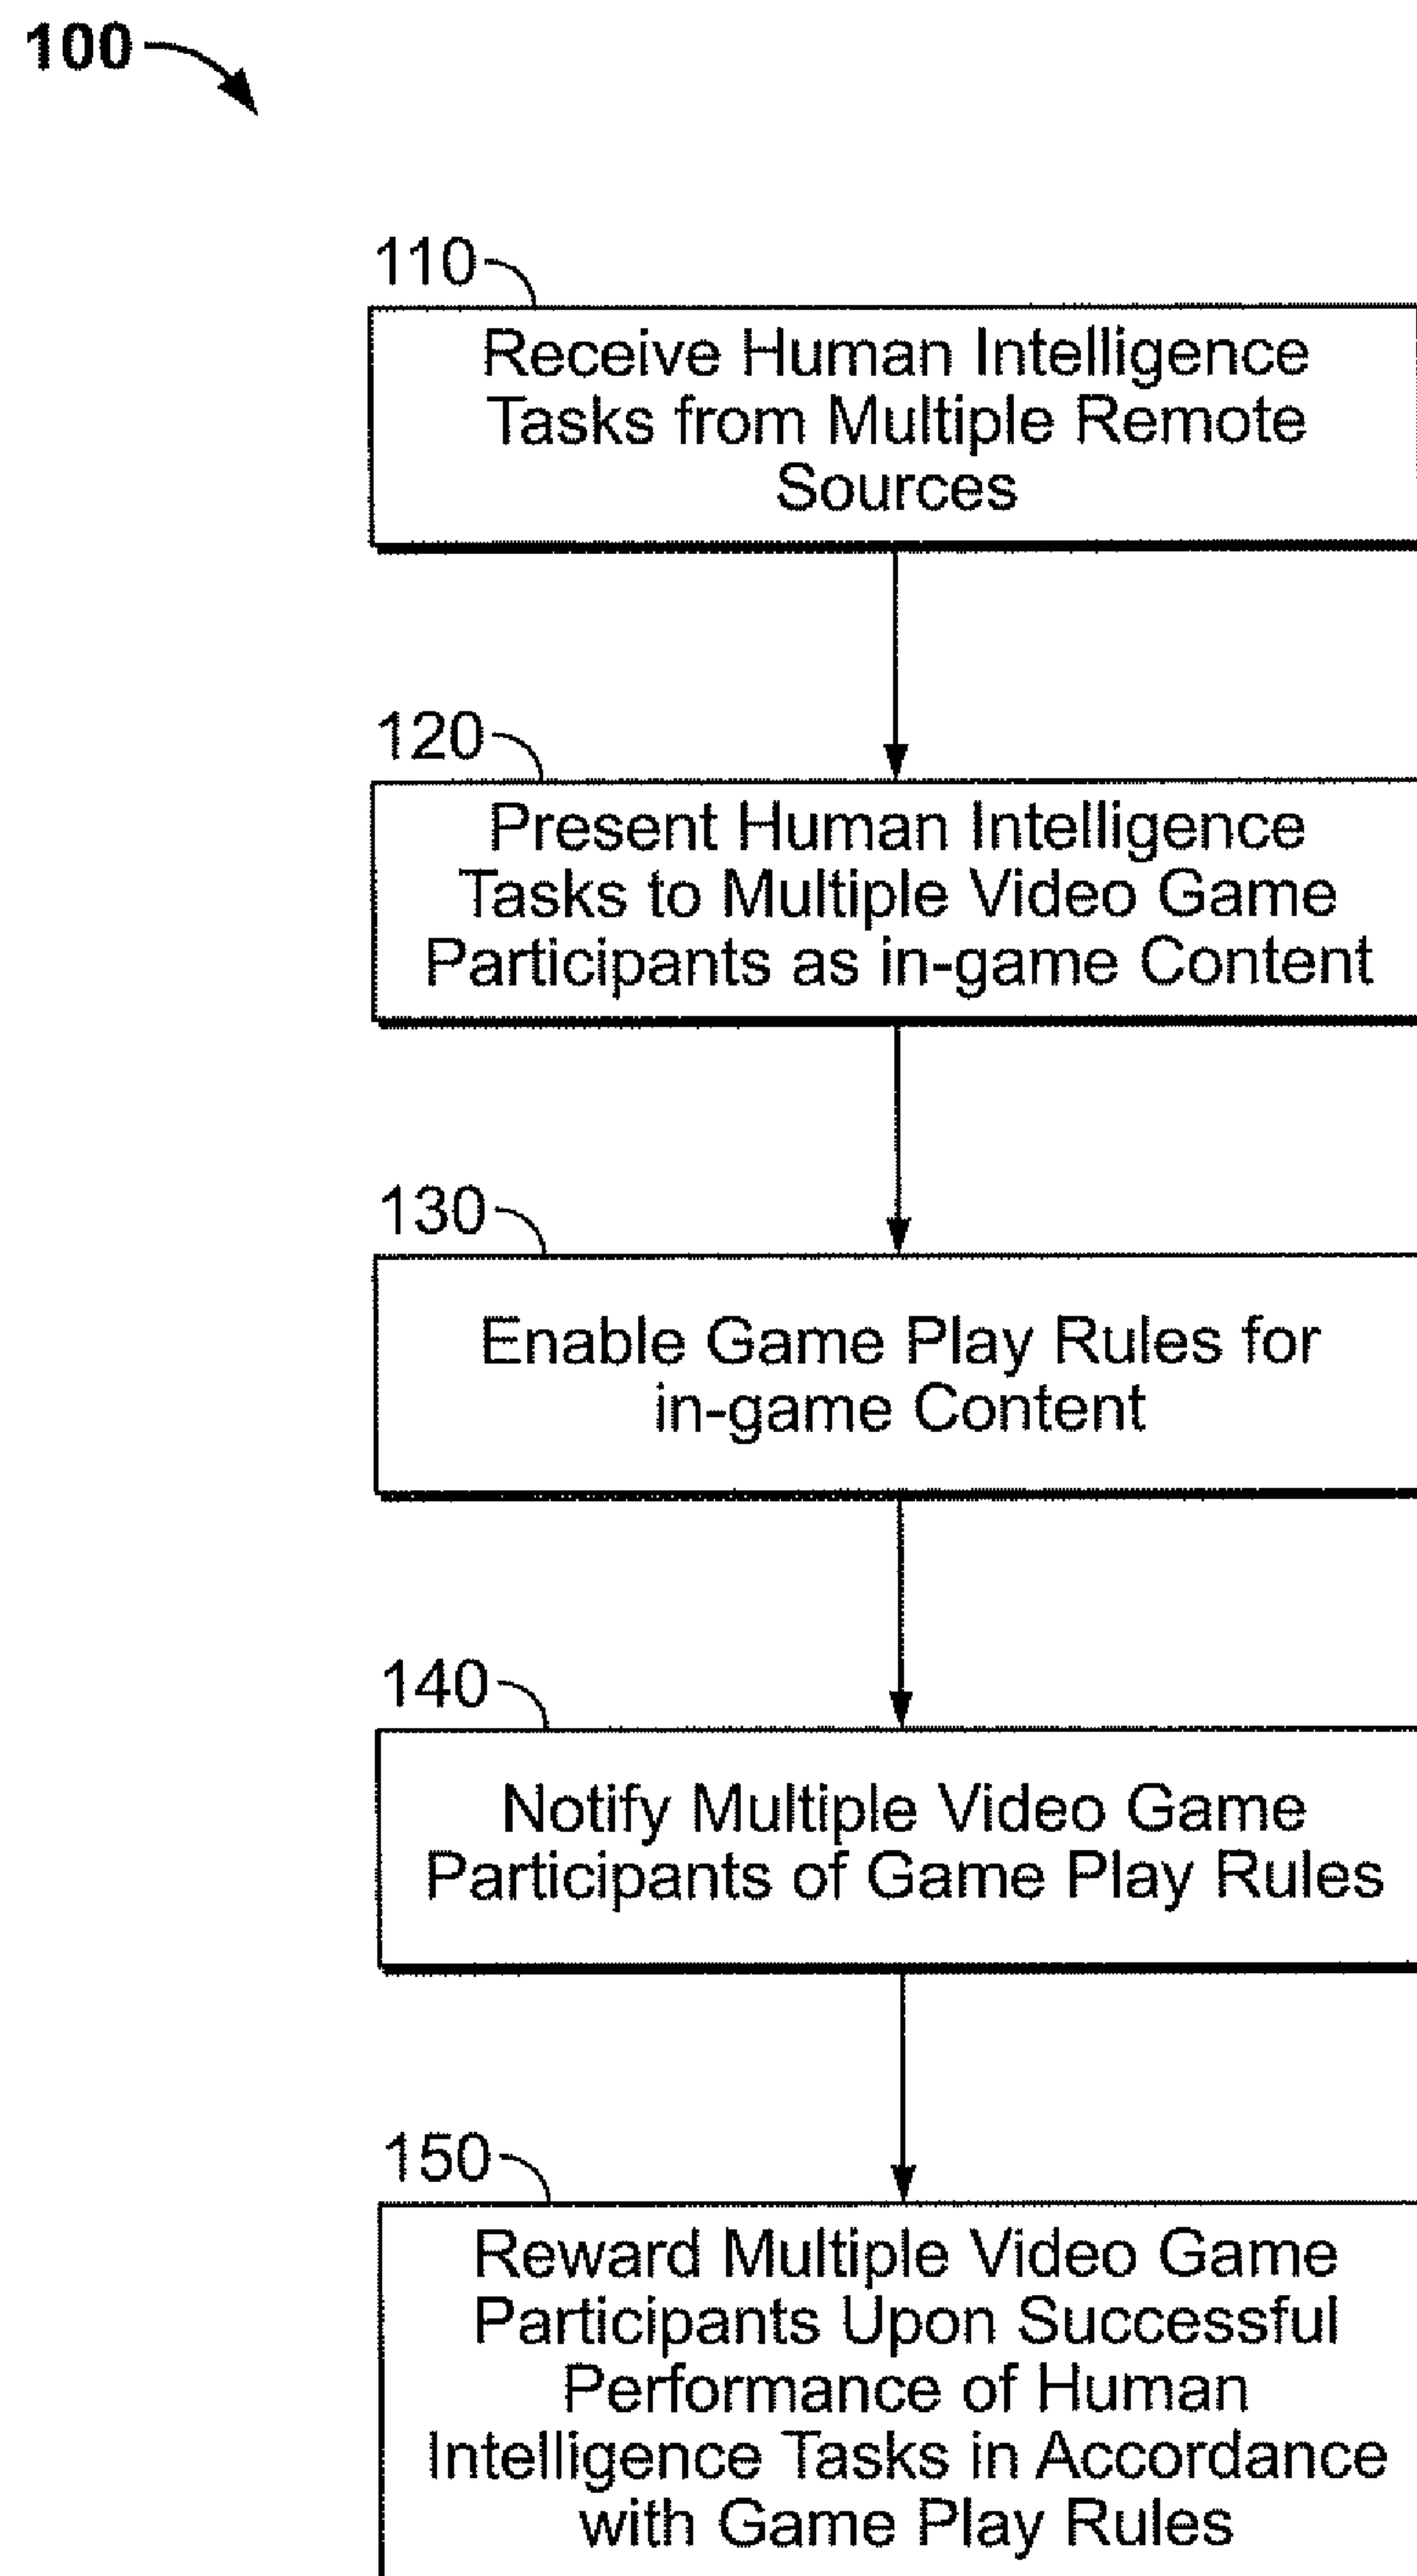 100
110
Receive Human Intelligence
Tasks from Multiple Remote
Sources
120
Present Human Intelligence
Tasks to Multiple Video Game
Participants as in-game Content
130
Enable Game Play Rules for
in-game Content
140
Notify Multiple Video Game
Participants of Game Play Rules
150
Reward Multiple Video Game
Participants Upon Successful
Performance of Human
Intelligence Tasks in Accordance
with Game Play Rules